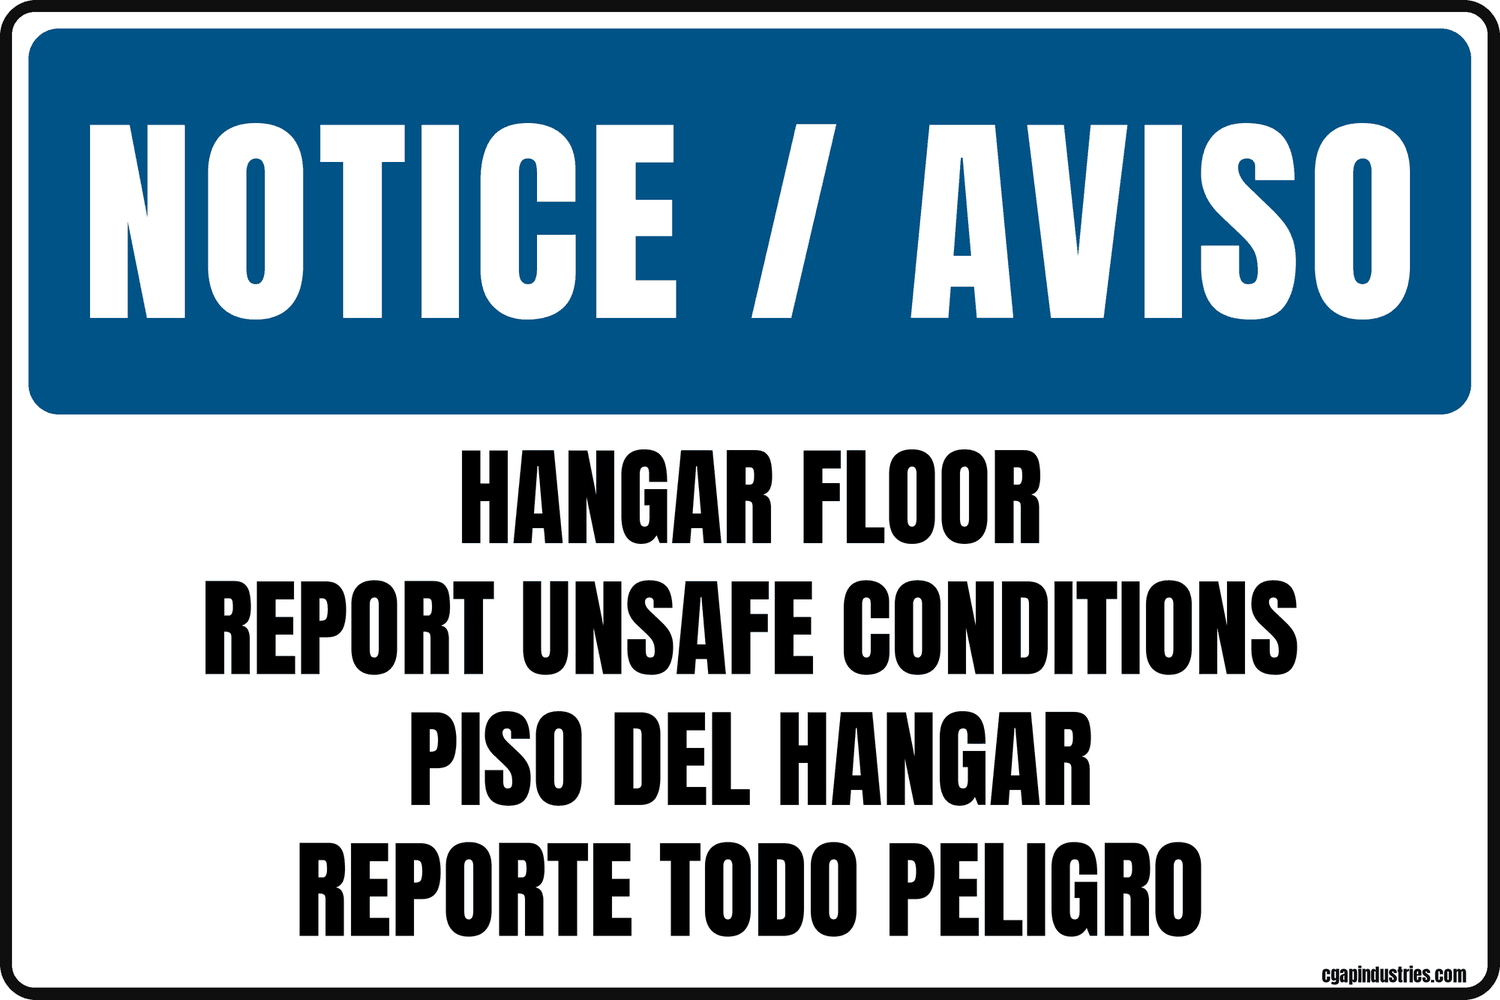 NOTICE / AVISO
HANGAR FLOOR
REPORT UNSAFE CONDITIONS
PISO DEL HANGAR
REPORTE TODO PELIGRO
cgapindustries.com